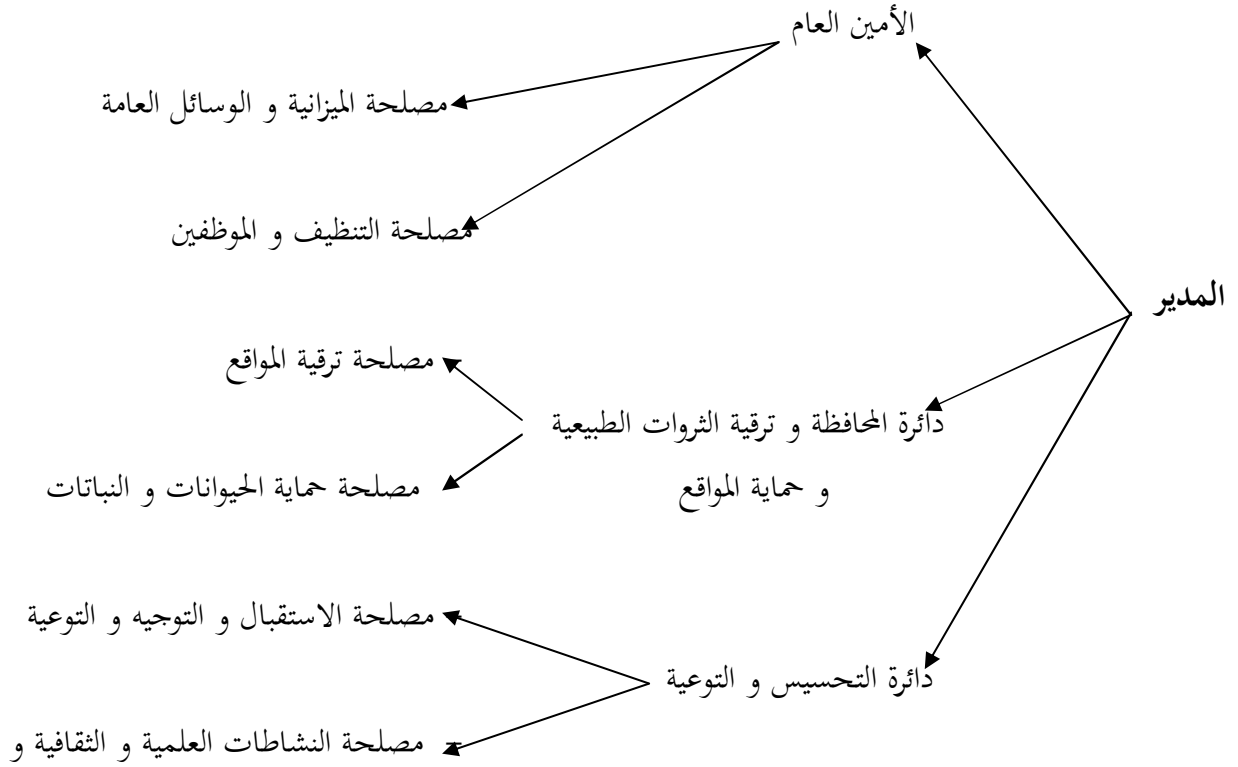 الأمين العام
مصلحة الميزانية و الوسائل العامة
مصلحة التنظيف و الموظفين
المدير
- مصلحة ترقية المواقع
دائرة المحافظة و ترقية الثروات الطبيعية
و حماية المواقع
- مصلحة حماية الحيوانات و النباتات
- مصلحة الاستقبال و التوجيه و التوعية
دائرة التحسيس و التوعية
- مصلحة النشاطات العلمية و الثقافية و